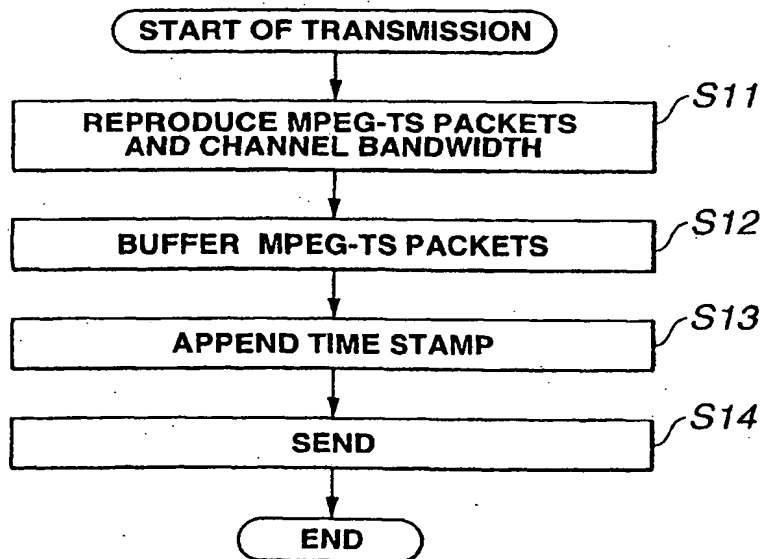 START OF TRANSMISSION
S11
REPRODUCE MPEG-TS PACKETS
AND CHANNEL BANDWIDTH
S12
BUFFER MPEG-TS PACKETS
S13
APPEND TIME STAMP
S14
SEND
END